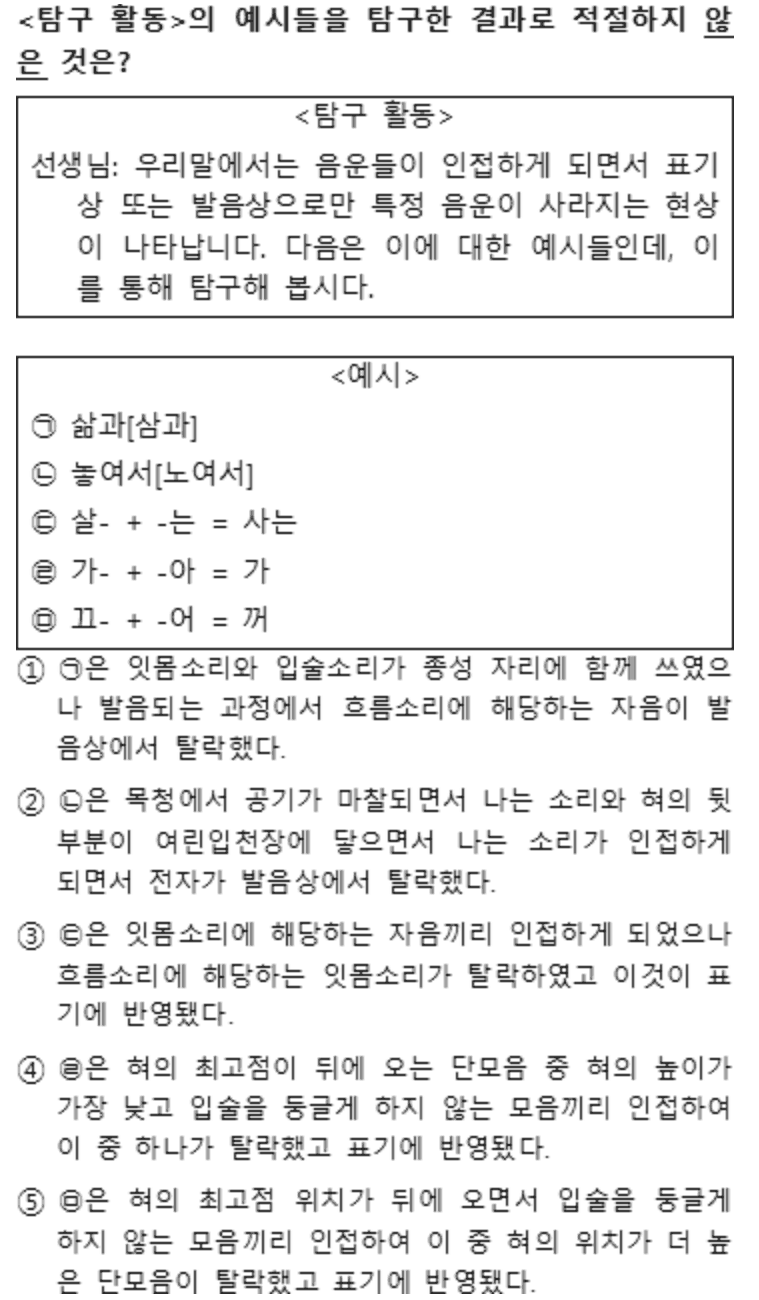 <탐구 활동>의 예시들을 탐구한 결과로 적절하지 않
은 것은?
<탐구 활동>
선생님: 우리말에서는 음운들이 인접하게 되면서 표기
상 또는 발음상으로만 특정 음운이 사라지는 현상
이 나타납니다. 다음은 이에 대한 예시들인데, 이
를 통해 탐구해 봅시다.
<예시>
㉠ 삶과[삼과]
㉡ 놓여서[노여서]
㉢ 살- + -는 = 사는
㉣ 가- + -아 = 가
㉤ 끄- + -어 = 꺼
① ㉠은 잇몸소리와 입술소리가 종성 자리에 함께 쓰였으
나 발음되는 과정에서 흐름소리에 해당하는 자음이 발
음상에서 탈락했다.
② ㉡은 목청에서 공기가 마찰되면서 나는 소리와 혀의 뒷
부분이 여린입천장에 닿으면서 나는 소리가 인접하게
되면서 전자가 발음상에서 탈락했다.
③ ㉢은 잇몸소리에 해당하는 자음끼리 인접하게 되었으나
흐름소리에 해당하는 잇몸소리가 탈락하였고 이것이 표
기에 반영됐다.
④ ㉣은 혀의 최고점이 뒤에 오는 단모음 중 혀의 높이가
가장 낮고 입술을 둥글게 하지 않는 모음끼리 인접하여
이 중 하나가 탈락했고 표기에 반영됐다.
⑤ ㉤은 혀의 최고점 위치가 뒤에 오면서 입술을 둥글게
하지 않는 모음끼리 인접하여 이 중 혀의 위치가 더 높
은 단모음이 탈락했고 표기에 반영됐다.